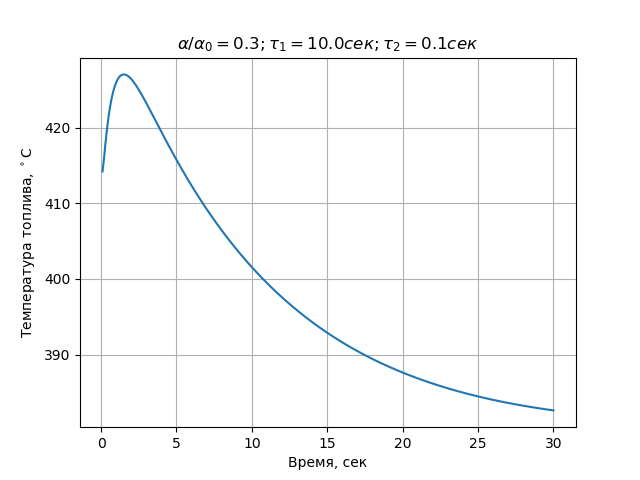 α/α₀ = 0.3; τ₁ = 10.0сек; τ₂ = 0.1сек
Температура топлива, °C
420
410
400
390
0 5 10 15 20 25 30
Время, сек